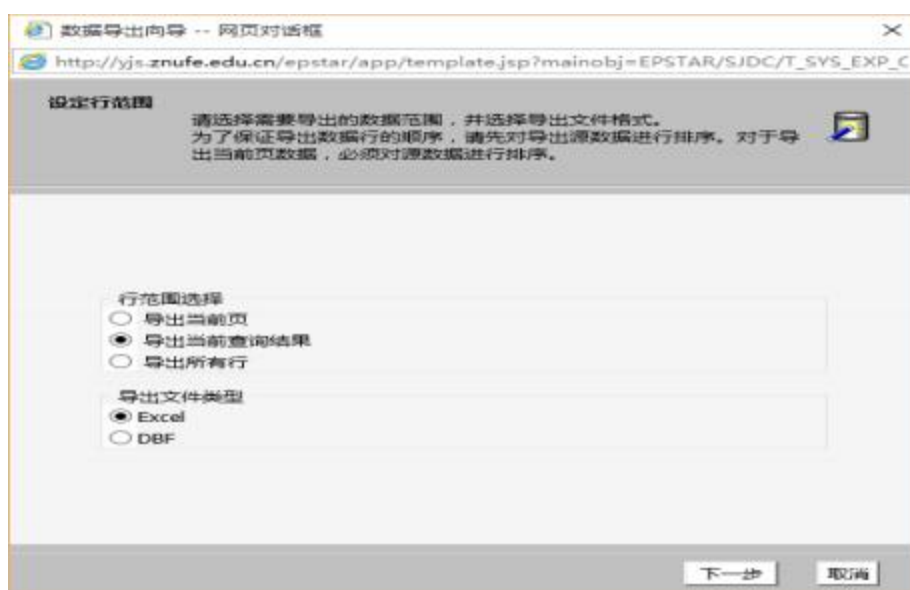 数据导出向导 -- 网页对话框
http://yjs.znufe.edu.cn/epstar/app/template.jsp?mainobj=EPSTAR/SJDC/T_SYS_EXP_C
设定行范围
请选择需要导出的数据范围，并选择导出文件格式。
为了保证导出数据行的顺序，请先对导出源数据进行排序。对于导
出当前页数据，必须对源数据进行排序。
行范围选择
导出当前页
导出当前查询结果
导出所有行
导出文件类型
Excel
DBF
下一步 取消